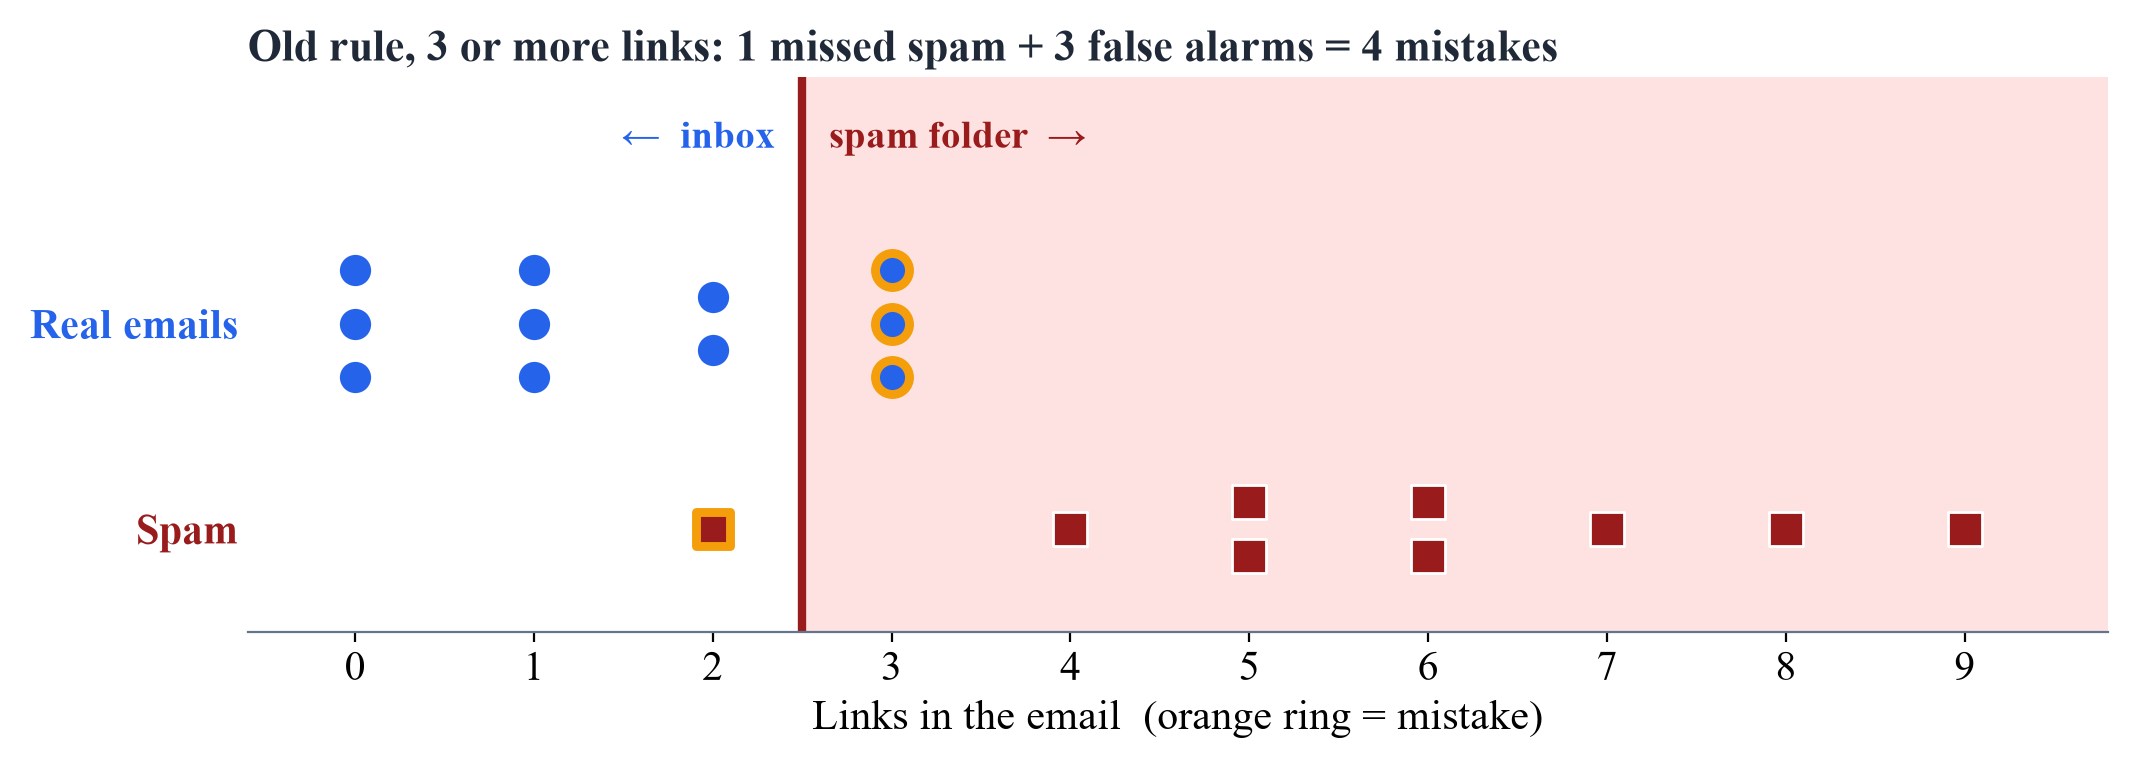 Old rule, 3 or more links: 1 missed spam + 3 false alarms = 4 mistakes
← inbox
spam folder →
Real emails
Spam
0 1 2 3 4 5 6 7 8 9
Links in the email (orange ring = mistake)